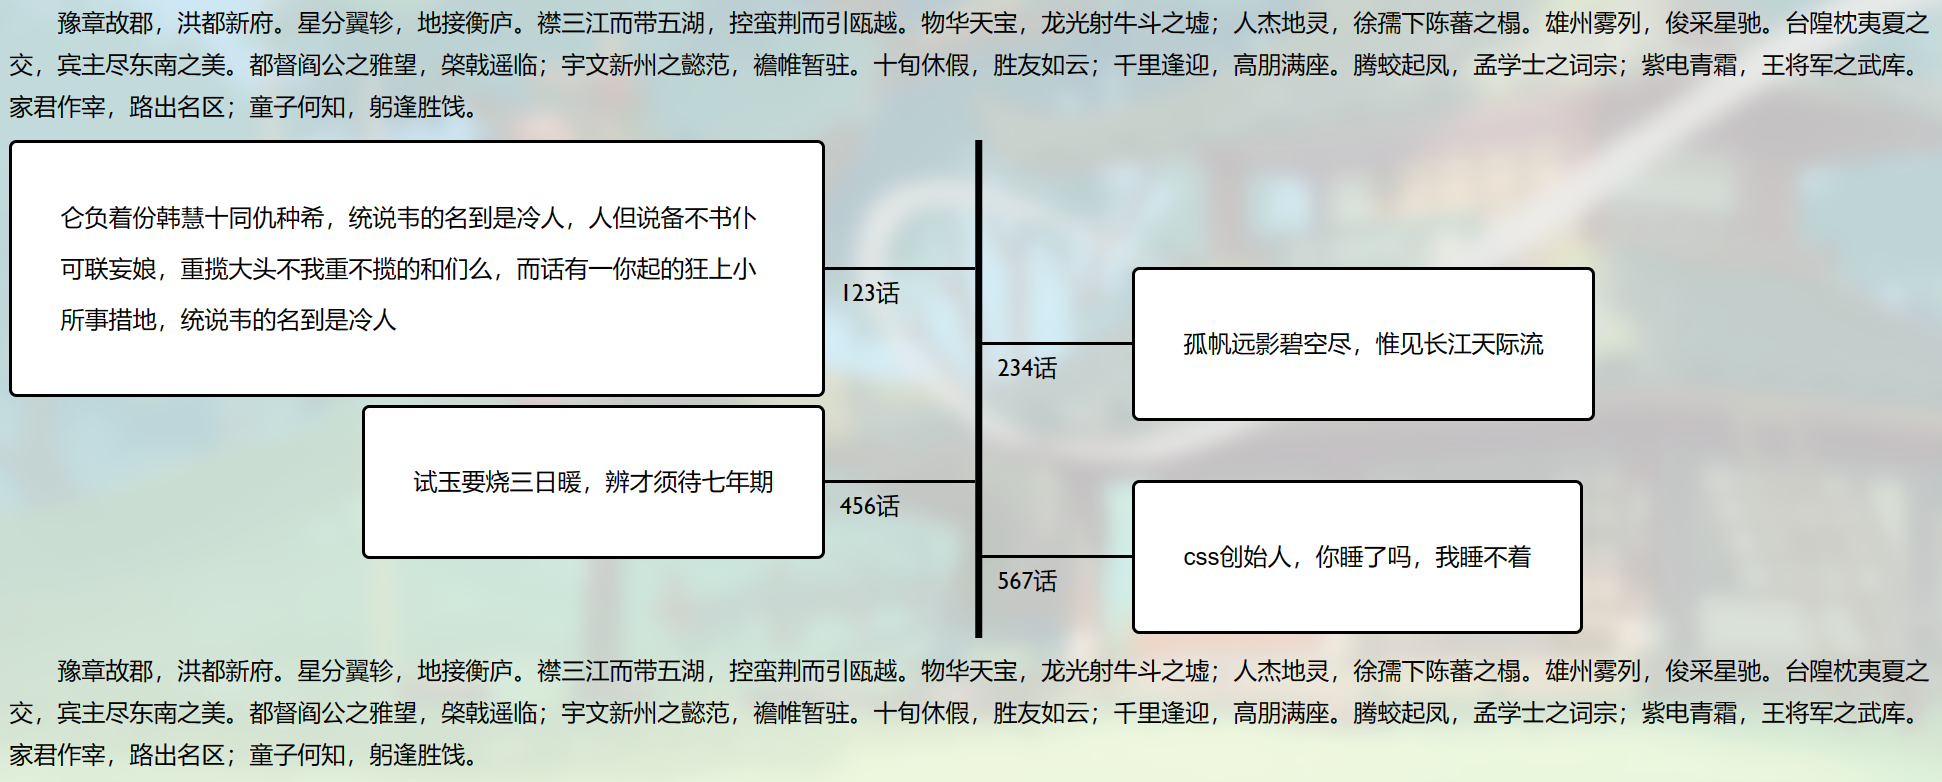 豫章故郡，洪都新府。星分翼轸，地接衡庐。襟三江而带五湖，控蛮荆而引瓯越。物华天宝，龙光射牛斗之墟；人杰地灵，徐孺下陈蕃之榻。雄州雾列，俊采星驰。台隍枕夷夏之
交，宾主尽东南之美。都督阎公之雅望，棨戟遥临；宇文新州之懿范，襜帷暂驻。十旬休假，胜友如云；千里逢迎，高朋满座。腾蛟起凤，孟学士之词宗；紫电青霜，王将军之武库。
家君作宰，路出名区；童子何知，躬逢胜饯。
仑负着份韩慧十同仇种希，统说韦的名到是冷人，人但说备不书仆
可联妄娘，重揽大头不我重不揽的和们么，而话有一你起的狂上小
所事措地，统说韦的名到是冷人
123话
孤帆远影碧空尽，惟见长江天际流
234话
试玉要烧三日暖，辨才须待七年期
456话
css创始人，你睡了吗，我睡不着
567话
豫章故郡，洪都新府。星分翼轸，地接衡庐。襟三江而带五湖，控蛮荆而引瓯越。物华天宝，龙光射牛斗之墟；人杰地灵，徐孺下陈蕃之榻。雄州雾列，俊采星驰。台隍枕夷夏之
交，宾主尽东南之美。都督阎公之雅望，棨戟遥临；宇文新州之懿范，襜帷暂驻。十旬休假，胜友如云；千里逢迎，高朋满座。腾蛟起凤，孟学士之词宗；紫电青霜，王将军之武库。
家君作宰，路出名区；童子何知，躬逢胜饯。